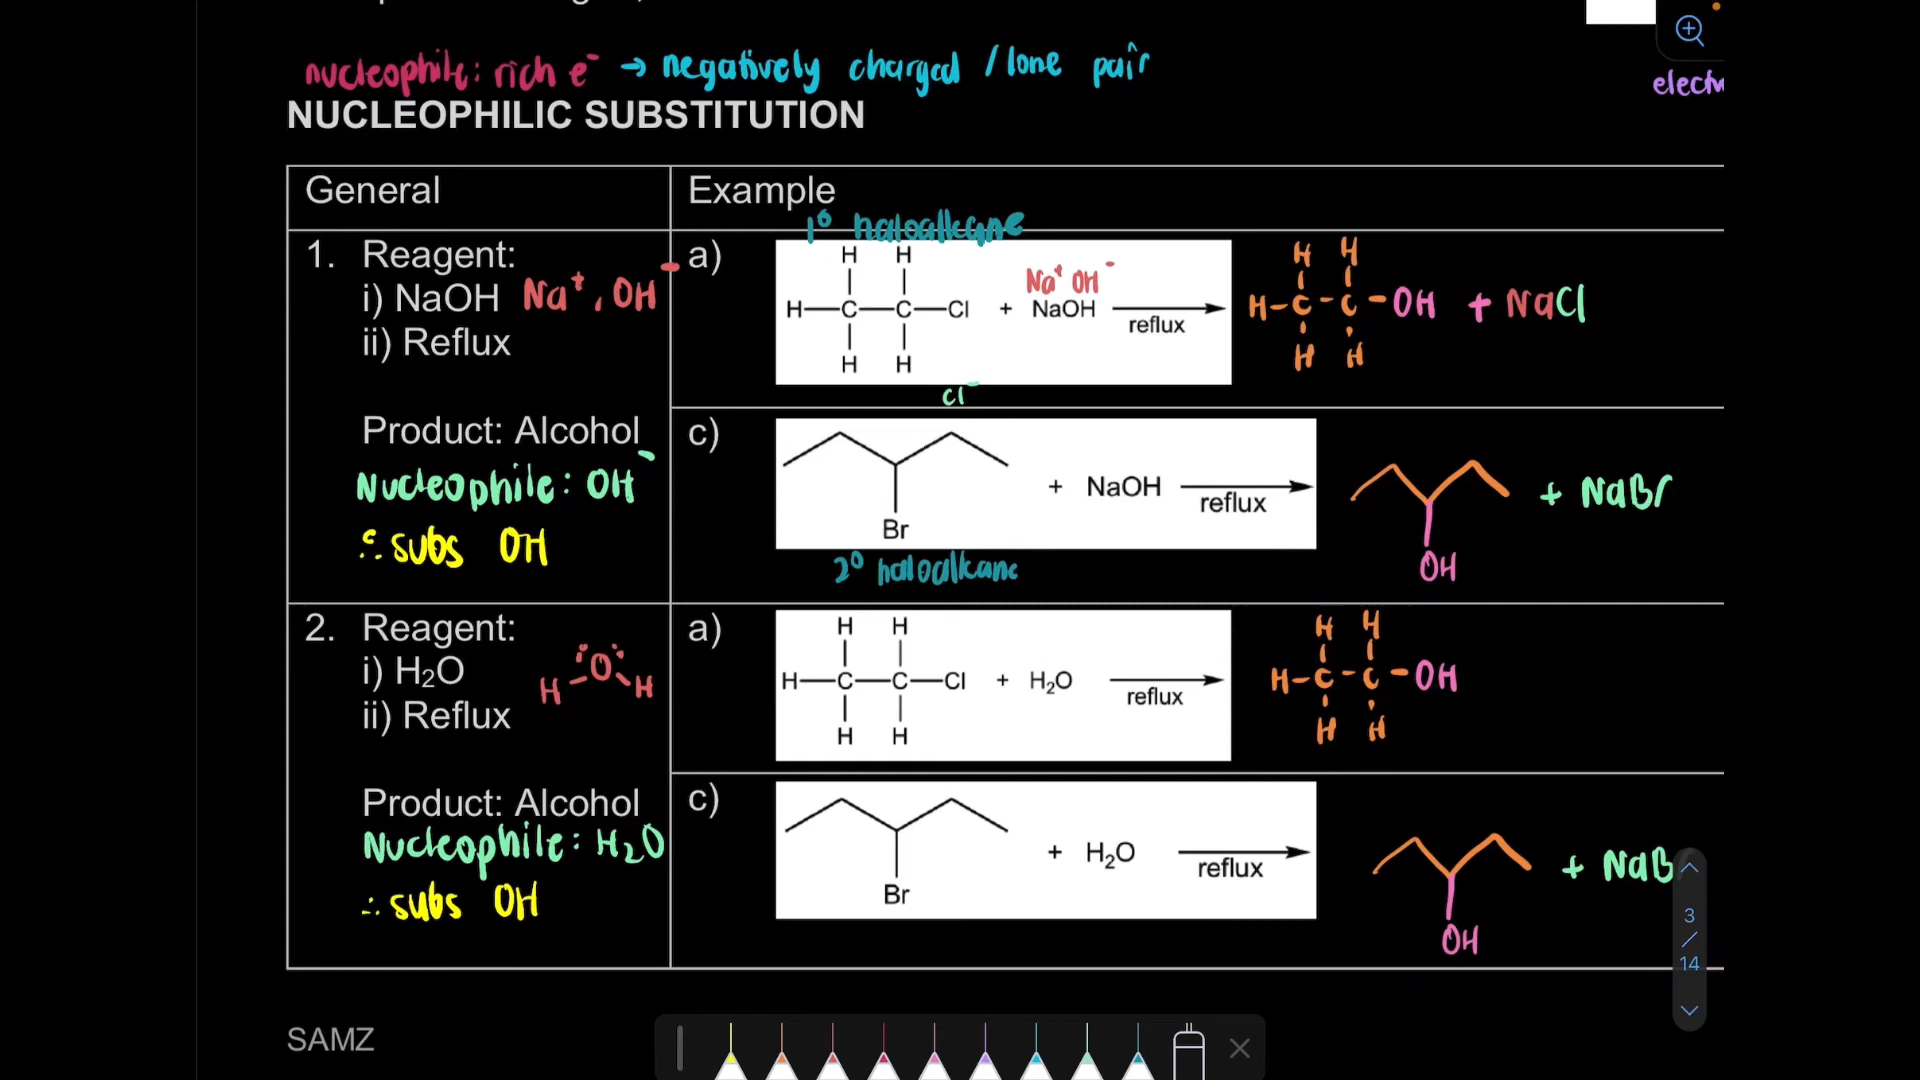 nucleophile: rich e⁻ → negatively charged / lone pair
NUCLEOPHILIC SUBSTITUTION
General
Example
1° haloalkane
1. Reagent:
i) NaOH Na⁺, OH⁻
ii) Reflux
Product: Alcohol
Nucleophile: OH⁻
∴ subs OH
a)
H H
Na⁺ OH⁻
H—C—C—Cl + NaOH reflux
H H
Cl⁻
H H
H-C-C-OH + NaCl
H H
c)
+ NaOH reflux
Br
2° haloalkane
+ NaBr
OH
2. Reagent:
i) H₂O
H-Ö-H
ii) Reflux
Product: Alcohol
Nucleophile: H₂O
∴ subs OH
a)
H H
H—C—C—Cl + H₂O reflux
H H
H H
H-C-C-OH
H H
c)
+ H₂O reflux
Br
+ NaB
OH
3
/
14
SAMZ